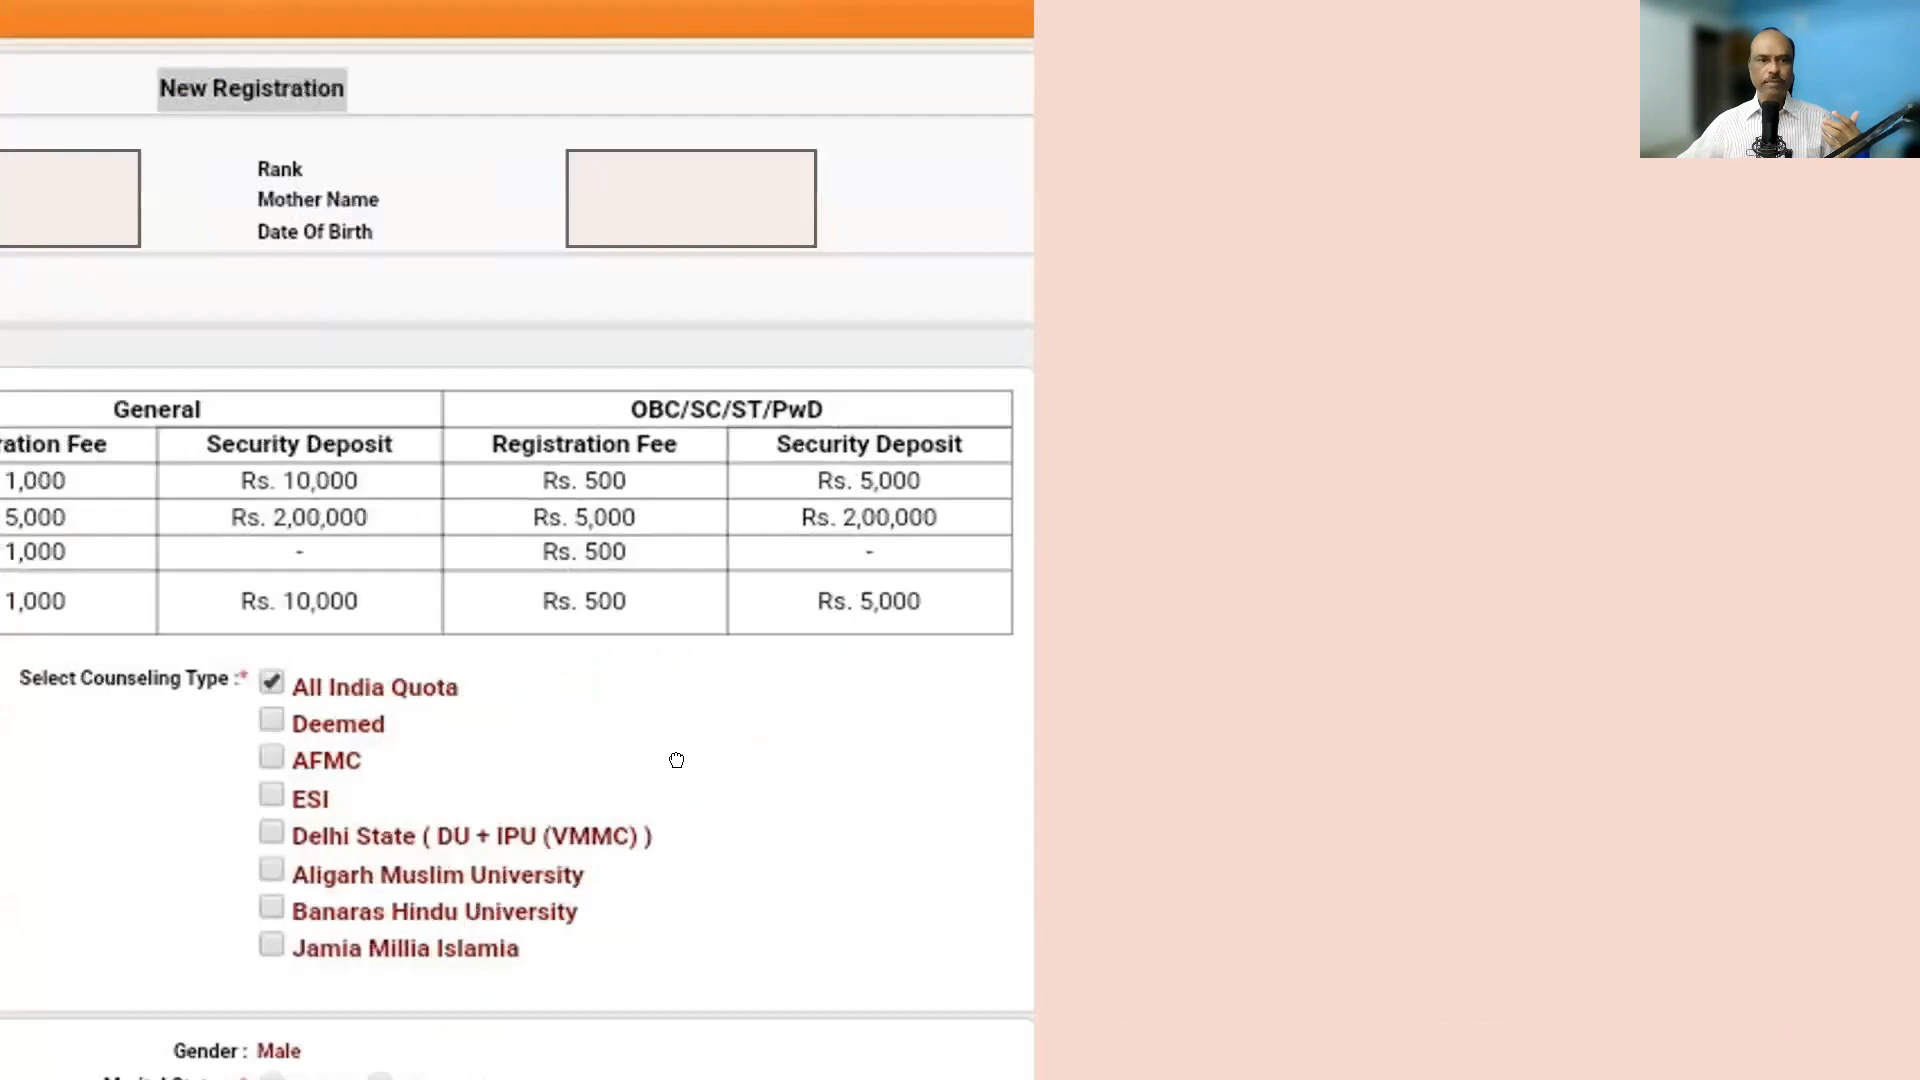 New Registration
Rank
Mother Name
Date Of Birth
General OBC/SC/ST/PwD
ration Fee Security Deposit Registration Fee Security Deposit
1,000 Rs. 10,000 Rs. 500 Rs. 5,000
5,000 Rs. 2,00,000 Rs. 5,000 Rs. 2,00,000
1,000 - Rs. 500 -
1,000 Rs. 10,000 Rs. 500 Rs. 5,000
Select Counseling Type :* All India Quota
Deemed
AFMC
ESI
Delhi State ( DU + IPU (VMMC) )
Aligarh Muslim University
Banaras Hindu University
Jamia Millia Islamia
Gender : Male